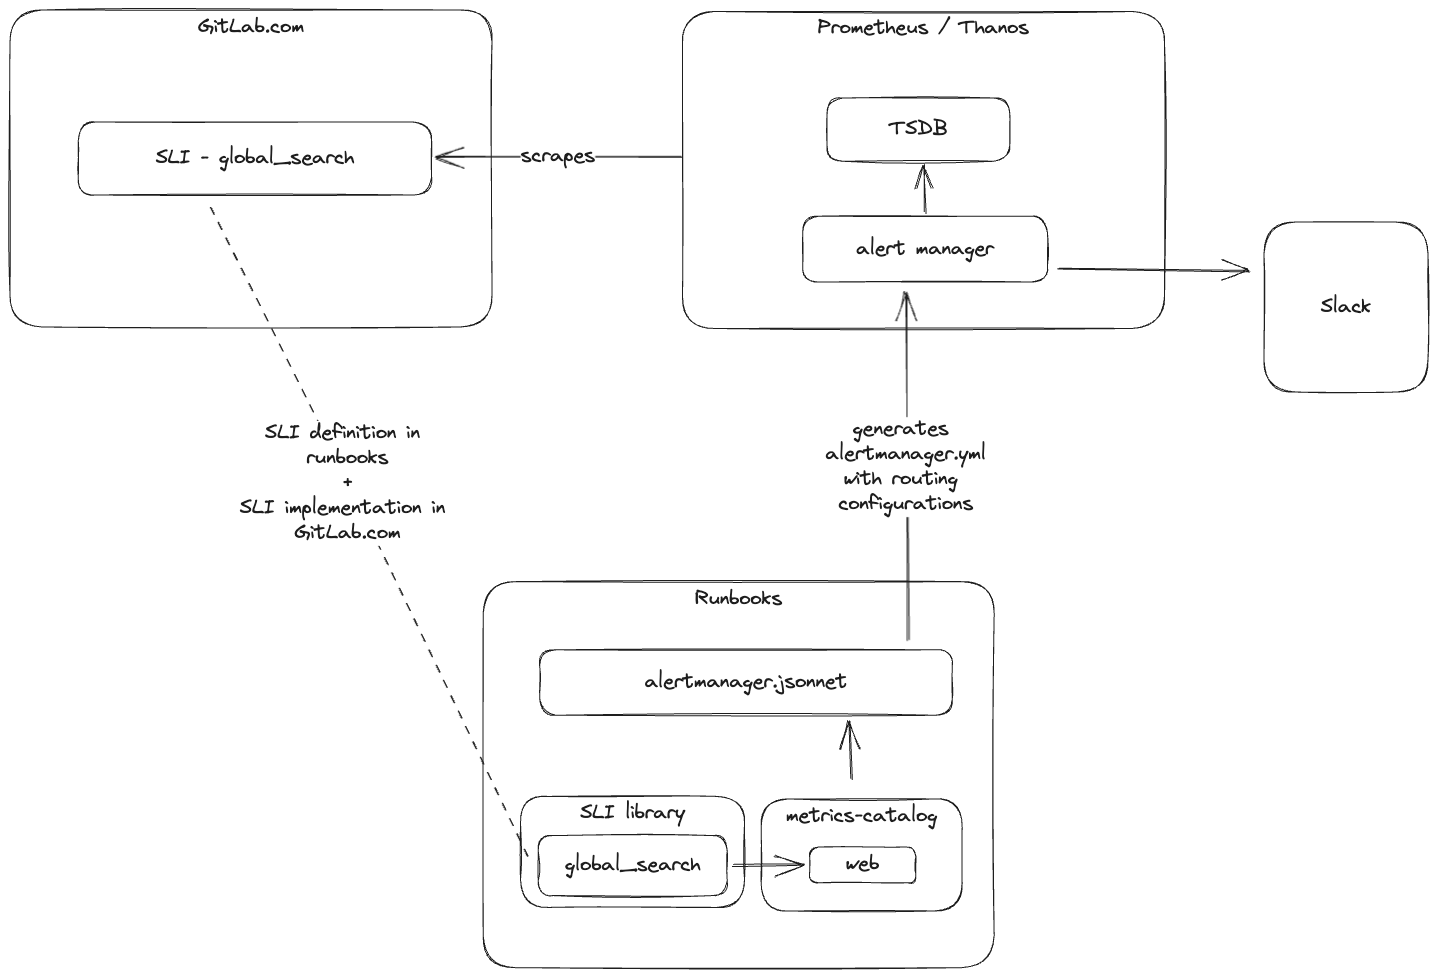 GitLab.com
SLI - global_search
scrapes
Prometheus / Thanos
TSDB
alert manager
Slack
SLI definition in
runbooks
+
SLI implementation in
GitLab.com
generates
alertmanager.yml
with routing
configurations
Runbooks
alertmanager.jsonnet
SLI library
global_search
metrics-catalog
web